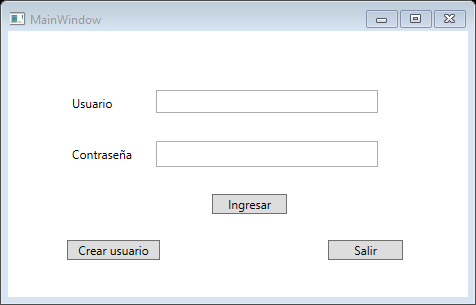 MainWindow
Usuario
Contraseña
Ingresar
Crear usuario
Salir